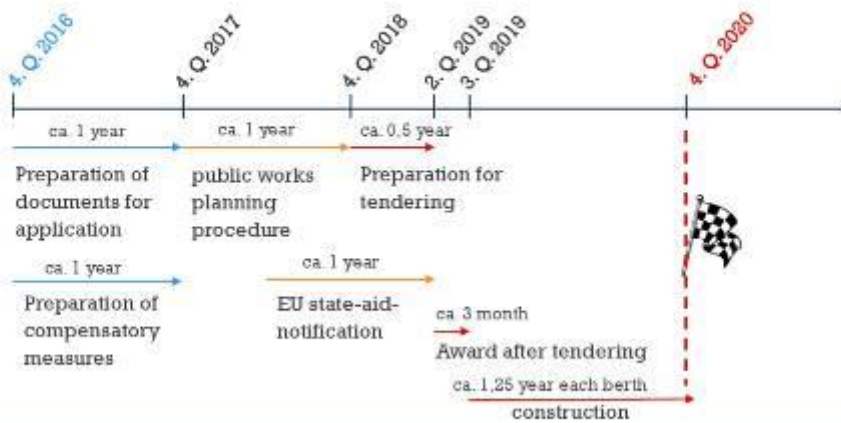 4. Q. 2016
4. Q. 2017
4. Q. 2018
2. Q. 2019
3. Q. 2019
4. Q. 2020
ca. 1 year
ca. 1 year
ca. 0,5 year
Preparation of
documents for
application
public works
planning
procedure
Preparation for
tendering
ca. 1 year
ca. 1 year
Preparation of
compensatory
measures
EU state-aid-
notification
ca. 3 month
Award after tendering
ca. 1,25 year each berth
construction